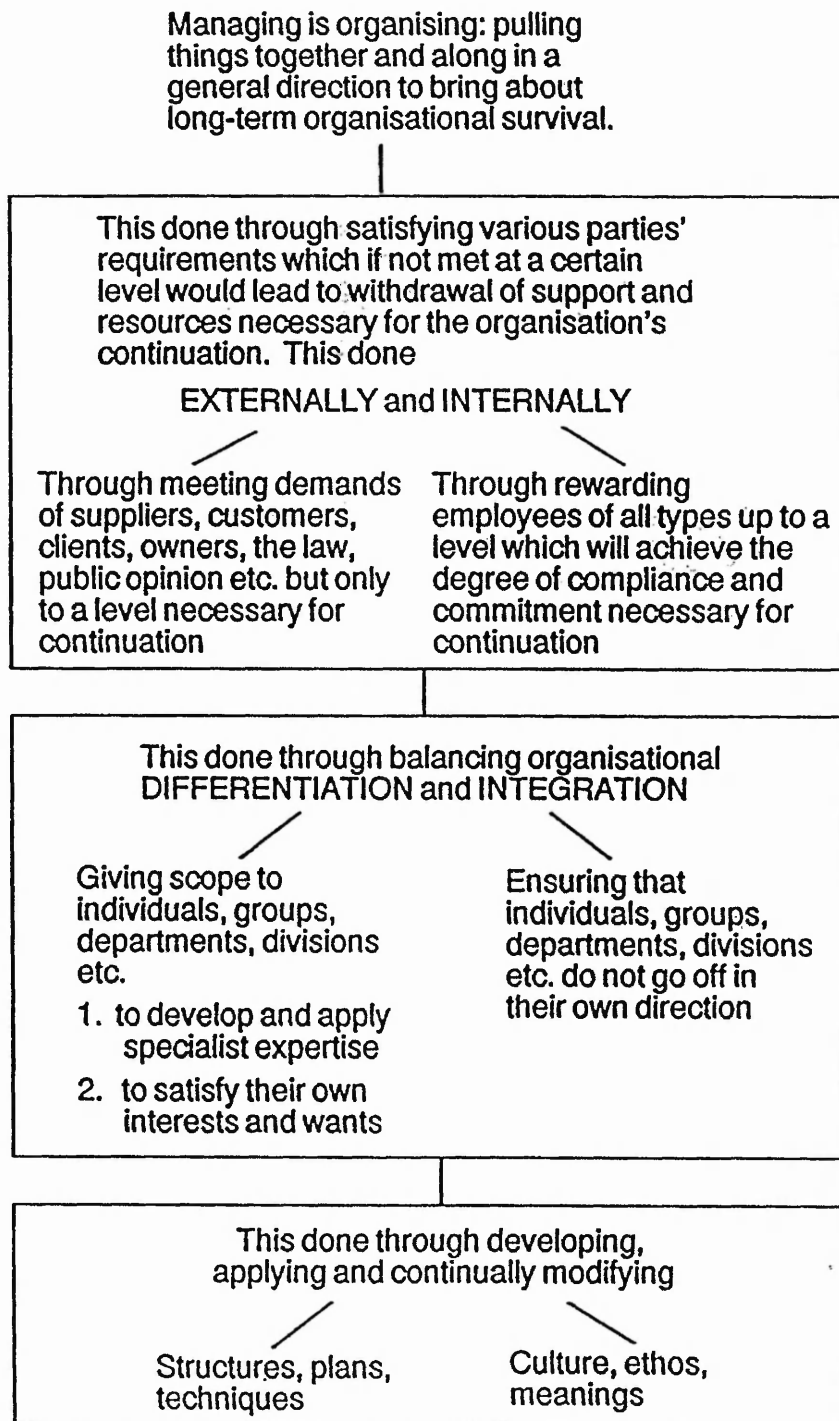 Managing is organising: pulling
things together and along in a
general direction to bring about
long-term organisational survival.
This done through satisfying various parties'
requirements which if not met at a certain
level would lead to withdrawal of support and
resources necessary for the organisation's
continuation. This done
EXTERNALLY and INTERNALLY
Through meeting demands
of suppliers, customers,
clients, owners, the law,
public opinion etc. but only
to a level necessary for
continuation
Through rewarding
employees of all types up to a
level which will achieve the
degree of compliance and
commitment necessary for
continuation
This done through balancing organisational
DIFFERENTIATION and INTEGRATION
Giving scope to
individuals, groups,
departments, divisions
etc.
1. to develop and apply
specialist expertise
2. to satisfy their own
interests and wants
Ensuring that
individuals, groups,
departments, divisions
etc. do not go off in
their own direction
This done through developing,
applying and continually modifying
Structures, plans,
techniques
Culture, ethos,
meanings